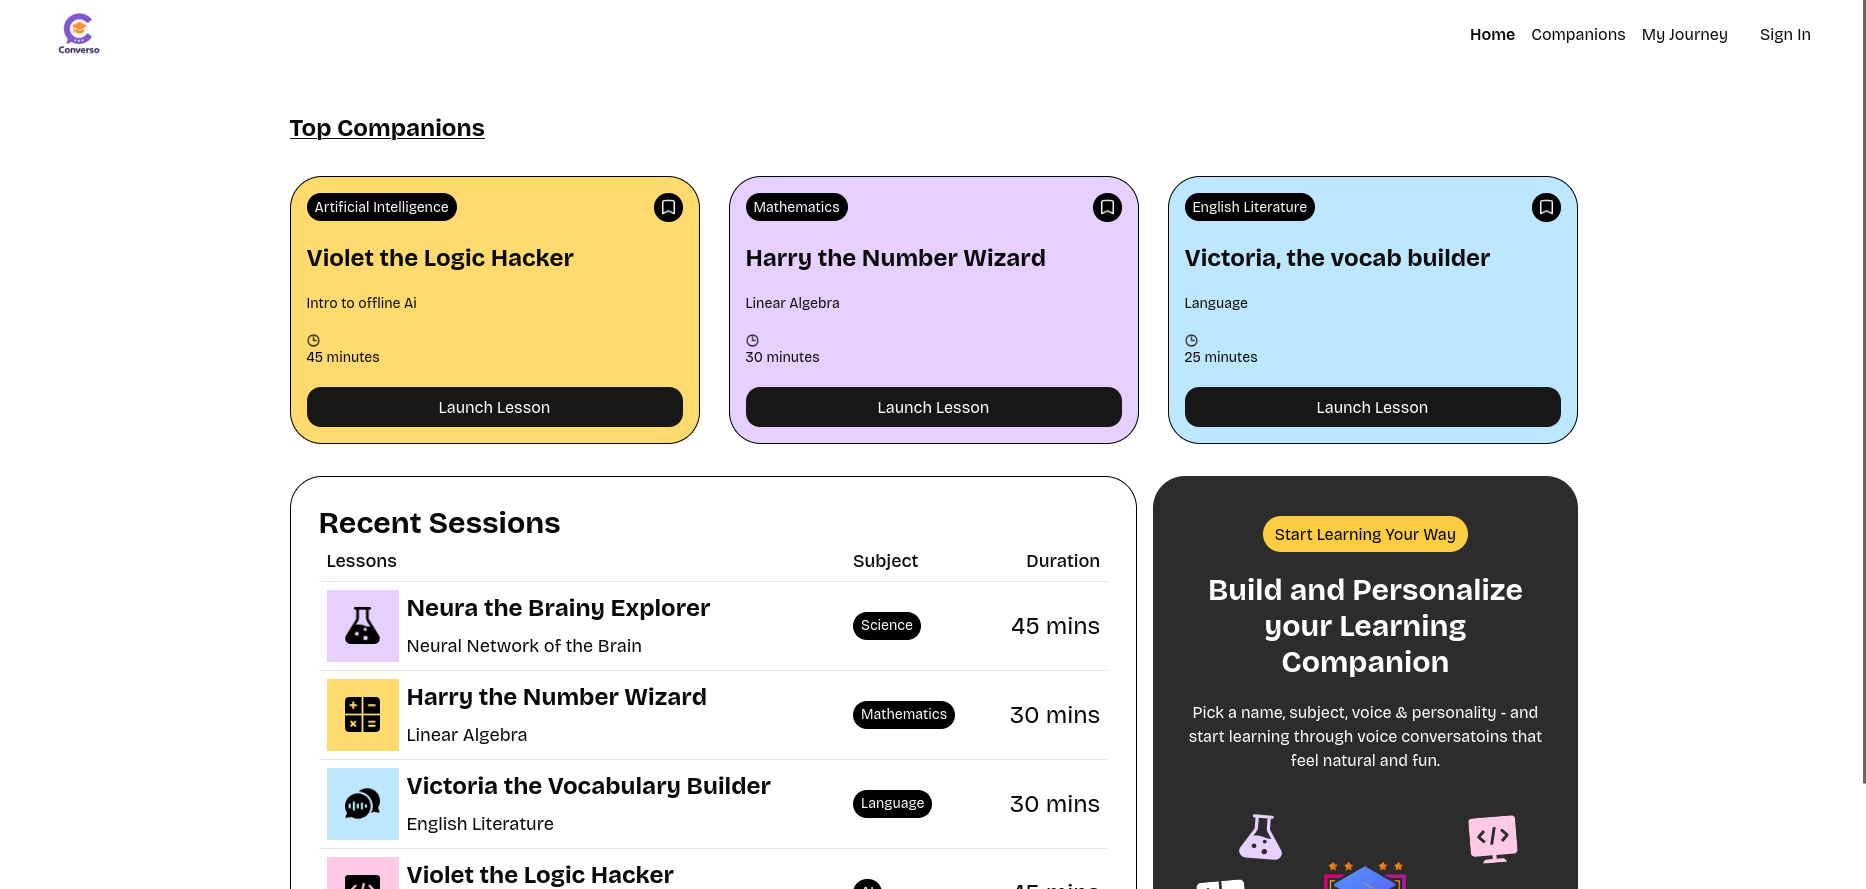 Converso
Home Companions My Journey Sign In
Top Companions
Artificial Intelligence
Violet the Logic Hacker
Intro to offline Ai
45 minutes
Launch Lesson
Mathematics
Harry the Number Wizard
Linear Algebra
30 minutes
Launch Lesson
English Literature
Victoria, the vocab builder
Language
25 minutes
Launch Lesson
Recent Sessions
Lessons Subject Duration
Neura the Brainy Explorer
Neural Network of the Brain
Science
45 mins
Harry the Number Wizard
Linear Algebra
Mathematics
30 mins
Victoria the Vocabulary Builder
English Literature
Language
30 mins
Violet the Logic Hacker
45 mins
Start Learning Your Way
Build and Personalize
your Learning
Companion
Pick a name, subject, voice & personality - and
start learning through voice conversatoins that
feel natural and fun.